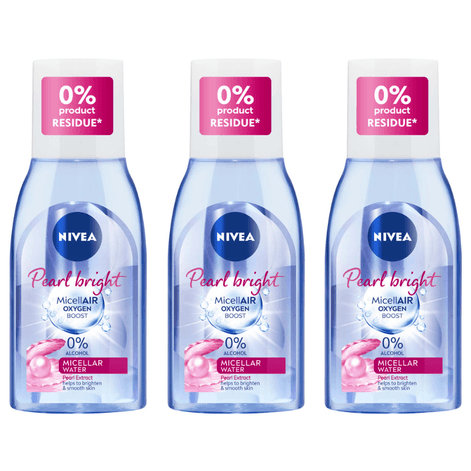 0%
product
RESIDUE*
NIVEA
Pearl bright
MicellAIR
OXYGEN
BOOST
0%
ALCOHOL
MICELLAR
WATER
Pearl Extract
helps to brighten
& smooth skin
0%
product
RESIDUE*
NIVEA
Pearl bright
MicellAIR
OXYGEN
BOOST
0%
ALCOHOL
MICELLAR
WATER
Pearl Extract
helps to brighten
& smooth skin
0%
product
RESIDUE*
NIVEA
Pearl bright
MicellAIR
OXYGEN
BOOST
0%
ALCOHOL
MICELLAR
WATER
Pearl Extract
helps to brighten
& smooth skin